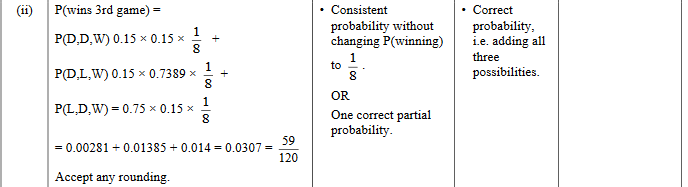 (ii)
P(wins 3rd game) =
P(D,D,W) 0.15 × 0.15 × 1/8 +
P(D,L,W) 0.15 × 0.7389 × 1/8 +
P(L,D,W) = 0.75 × 0.15 × 1/8
= 0.00281 + 0.01385 + 0.014 = 0.0307 = 59/120
Accept any rounding.
• Consistent
probability without
changing P(winning)
to 1/8 .
OR
One correct partial
probability.
• Correct
probability,
i.e. adding all
three
possibilities.